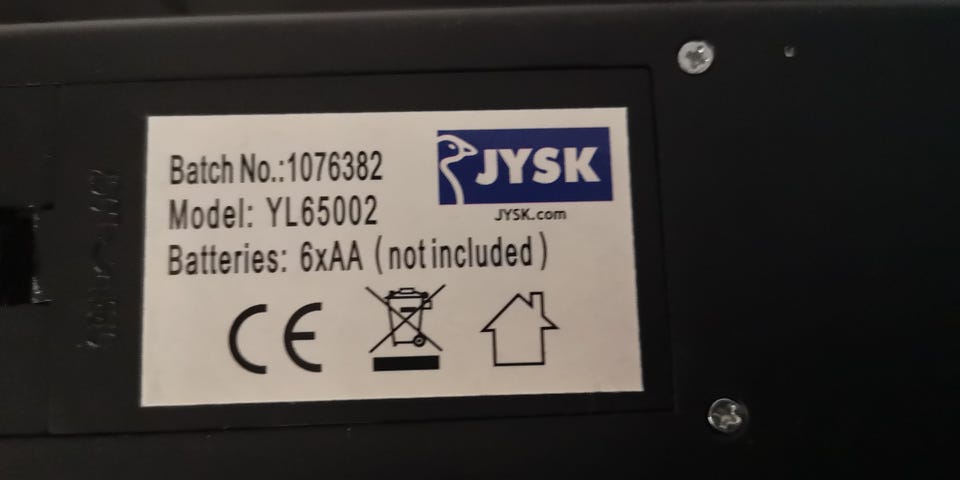 Batch No.:1076382
Model: YL65002
Batteries: 6xAA (not included)
JYSK
JYSK.com
CE